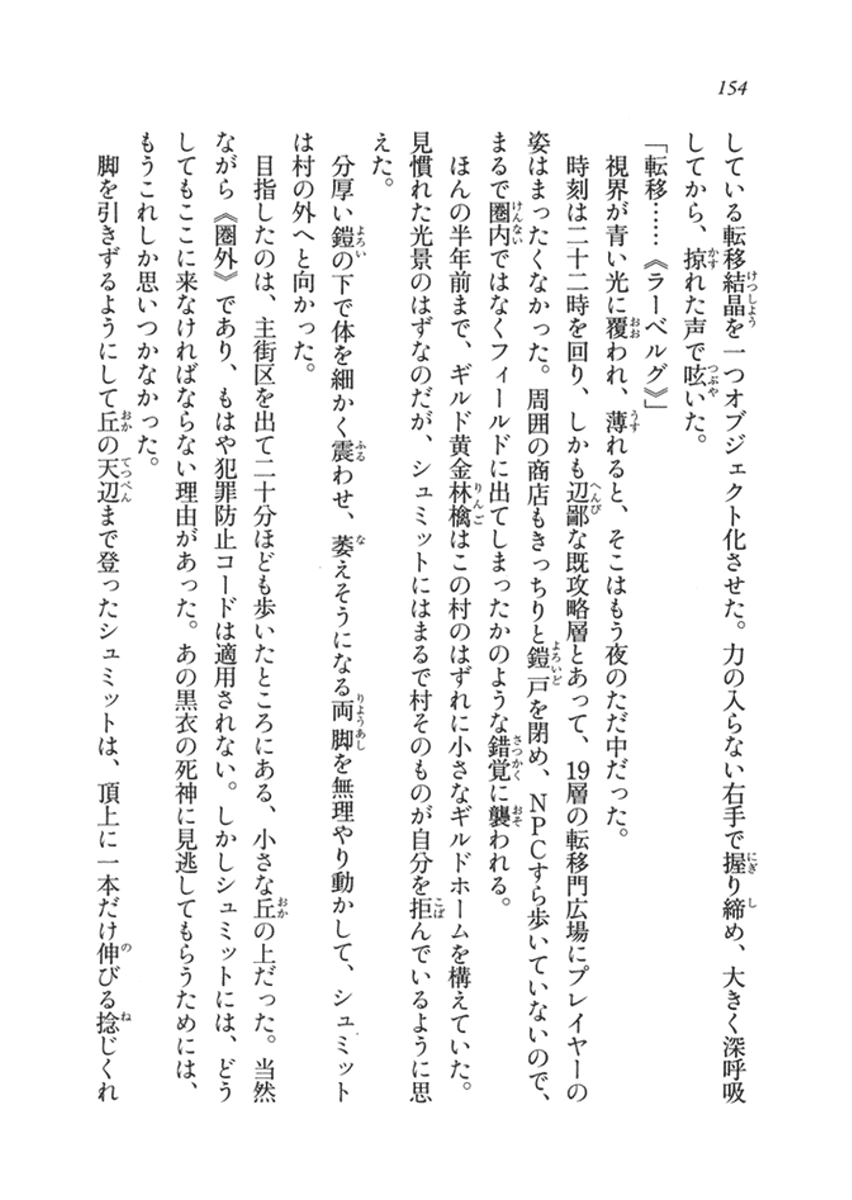 154
している転移結晶を一つオブジェクト化させた。力の入らない右手で握り締め、大きく深呼吸
してから、掠れた声で呟いた。
「転移……《ラーベルグ》」
視界が青い光に覆われ、薄れると、そこはもう夜のただ中だった。
時刻は二十二時を回り、しかも辺鄙な既攻略層とあって、19層の転移門広場にプレイヤーの
姿はまったくなかった。周囲の商店もきっちりと鎧戸を閉め、NPCすら歩いていないので、
まるで圏内ではなくフィールドに出てしまったかのような錯覚に襲われる。
ほんの半年前まで、ギルド黄金林檎はこの村のはずれに小さなギルドホームを構えていた。
見慣れた光景のはずなのだが、シュミットにはまるで村そのものが自分を拒んでいるように思
えた。
分厚い鎧の下で体を細かく震わせ、萎えそうになる両脚を無理やり動かして、シュミット
は村の外へと向かった。
目指したのは、主街区を出て二十分ほども歩いたところにある、小さな丘の上だった。当然
ながら《圏外》であり、もはや犯罪防止コードは適用されない。しかしシュミットには、どう
してもここに来なければならない理由があった。あの黒衣の死神に見逃してもらうためには、
もうこれしか思いつかなかった。
脚を引きずるようにして丘の天辺まで登ったシュミットは、頂上に一本だけ伸びる捻じくれ